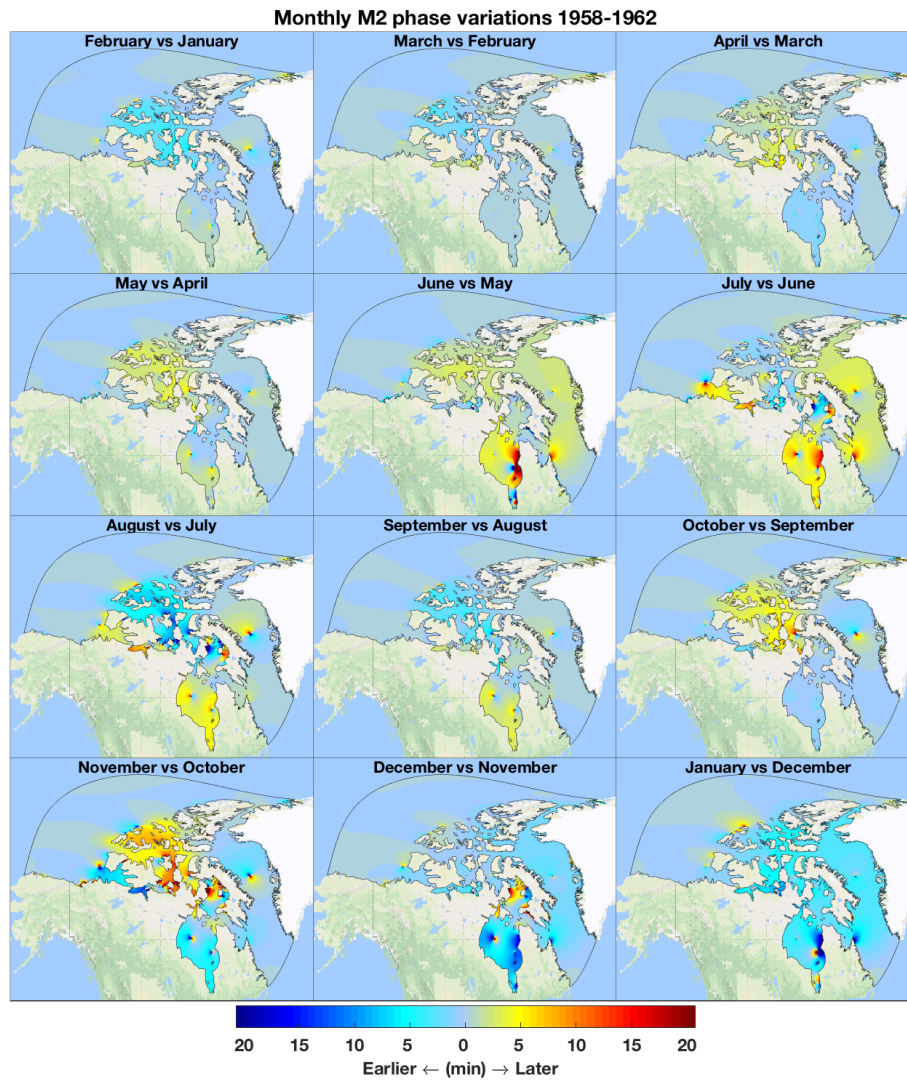 Monthly M2 phase variations 1958-1962
February vs January March vs February April vs March
May vs April June vs May July vs June
August vs July September vs August October vs September
November vs October December vs November January vs December
20 15 10 5 0 5 10 15 20
Earlier ← (min) → Later